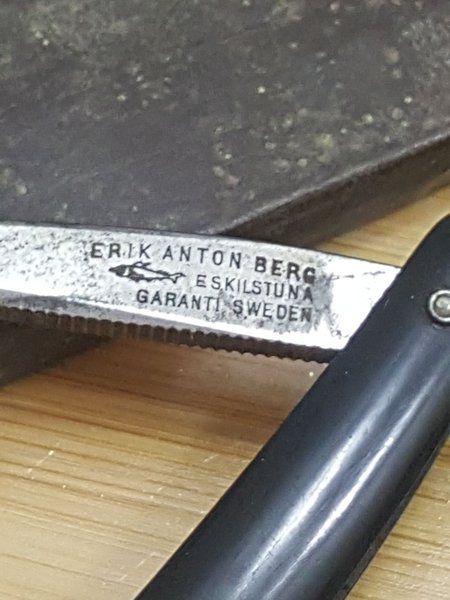 ERIK ANTON BERG
ESKILSTUNA
GARANTI SWEDEN